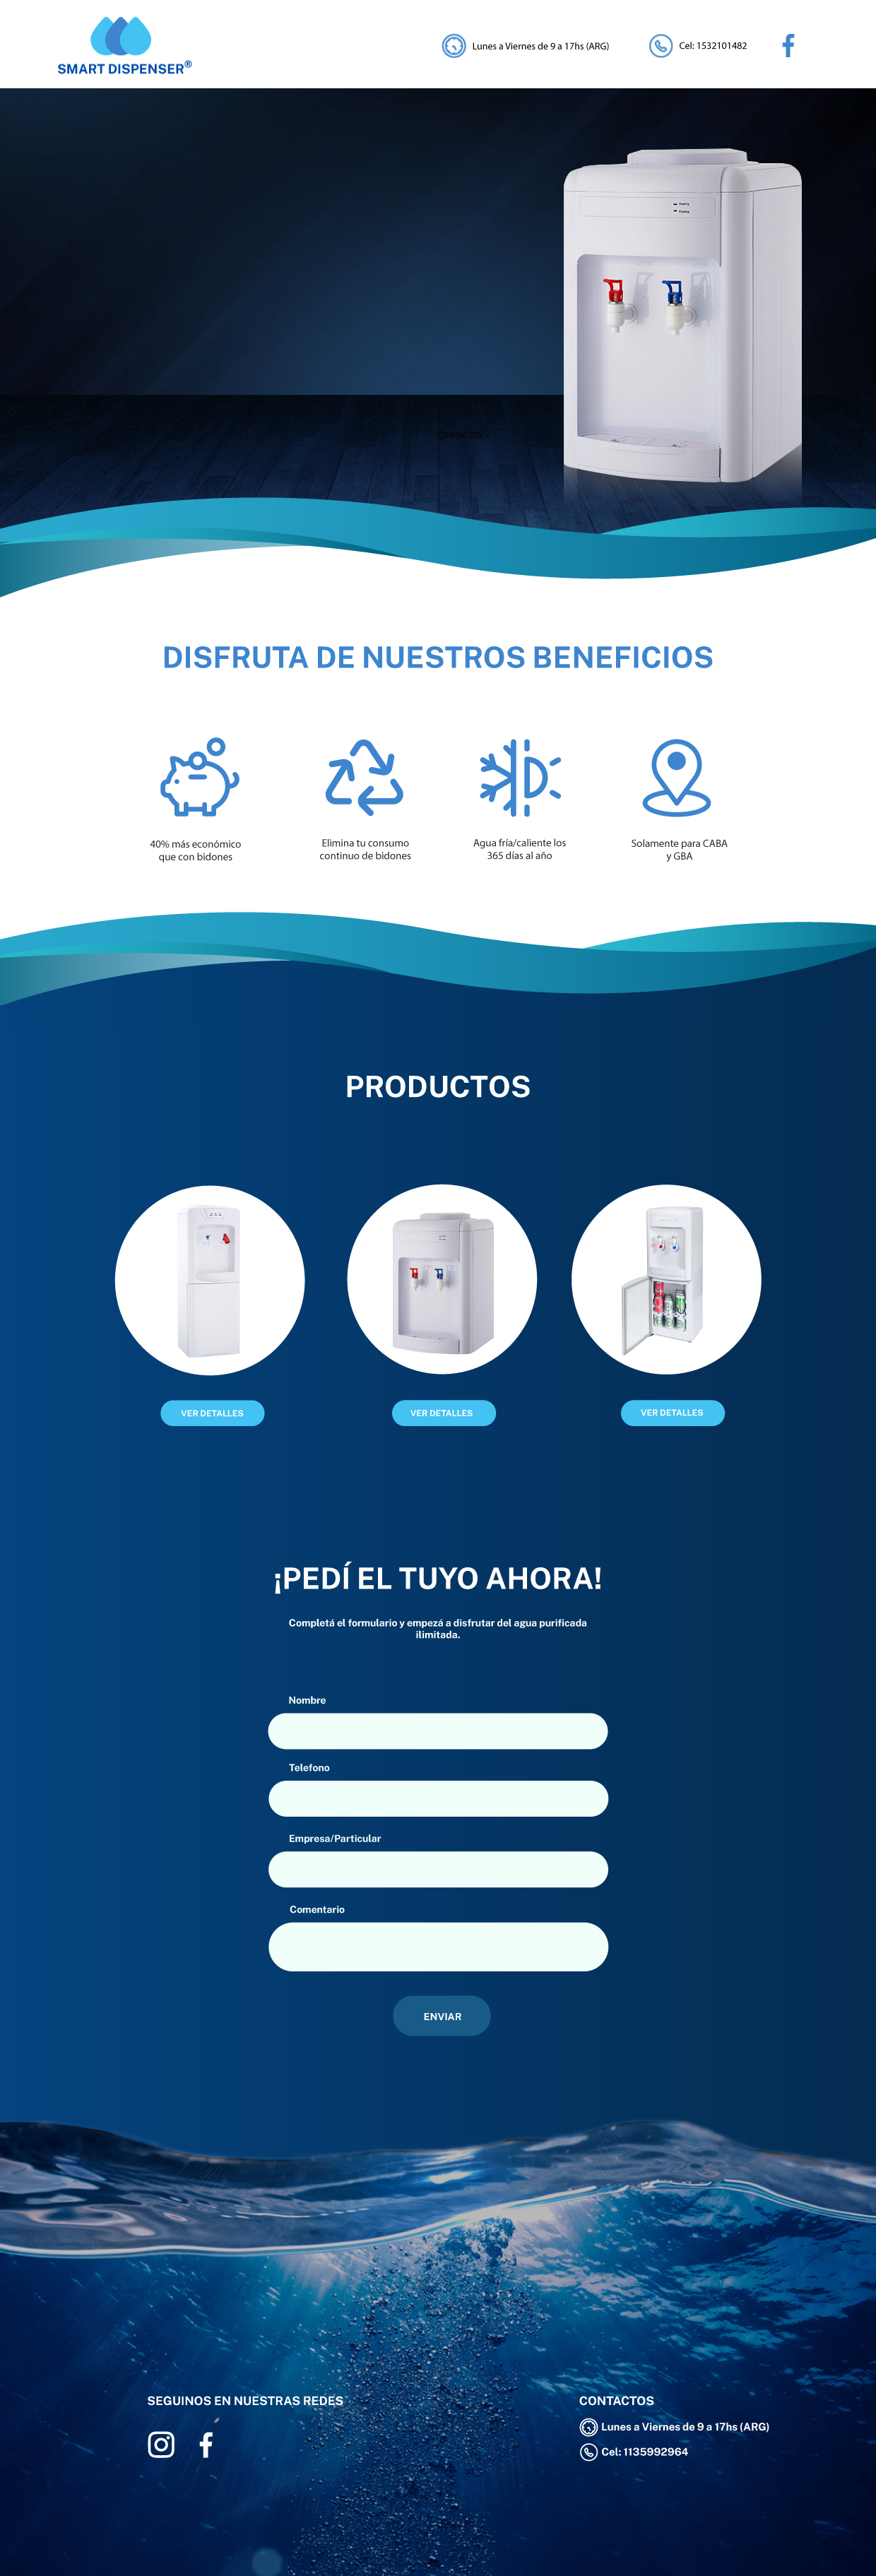 SMART DISPENSER®
Lunes a Viernes de 9 a 17hs (ARG)
Cel: 1532101482
Heating
Cooling
CONTACTOS
DISFRUTA DE NUESTROS BENEFICIOS
40% más económico
que con bidones
Elimina tu consumo
continuo de bidones
Agua fría/caliente los
365 días al año
Solamente para CABA
y GBA
PRODUCTOS
VER DETALLES
VER DETALLES
VER DETALLES
¡PEDÍ EL TUYO AHORA!
Completá el formulario y empezá a disfrutar del agua purificada
ilimitada.
Nombre
Telefono
Empresa/Particular
Comentario
ENVIAR
SEGUINOS EN NUESTRAS REDES
CONTACTOS
Lunes a Viernes de 9 a 17hs (ARG)
Cel: 1135992964